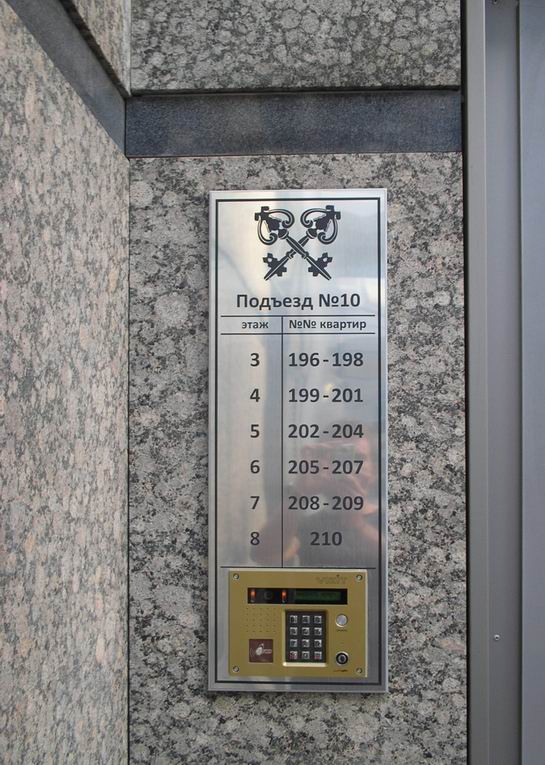 Подъезд №10
этаж №№ квартир
3 196-198
4 199-201
5 202-204
6 205-207
7 208-209
8 210
VIZIT